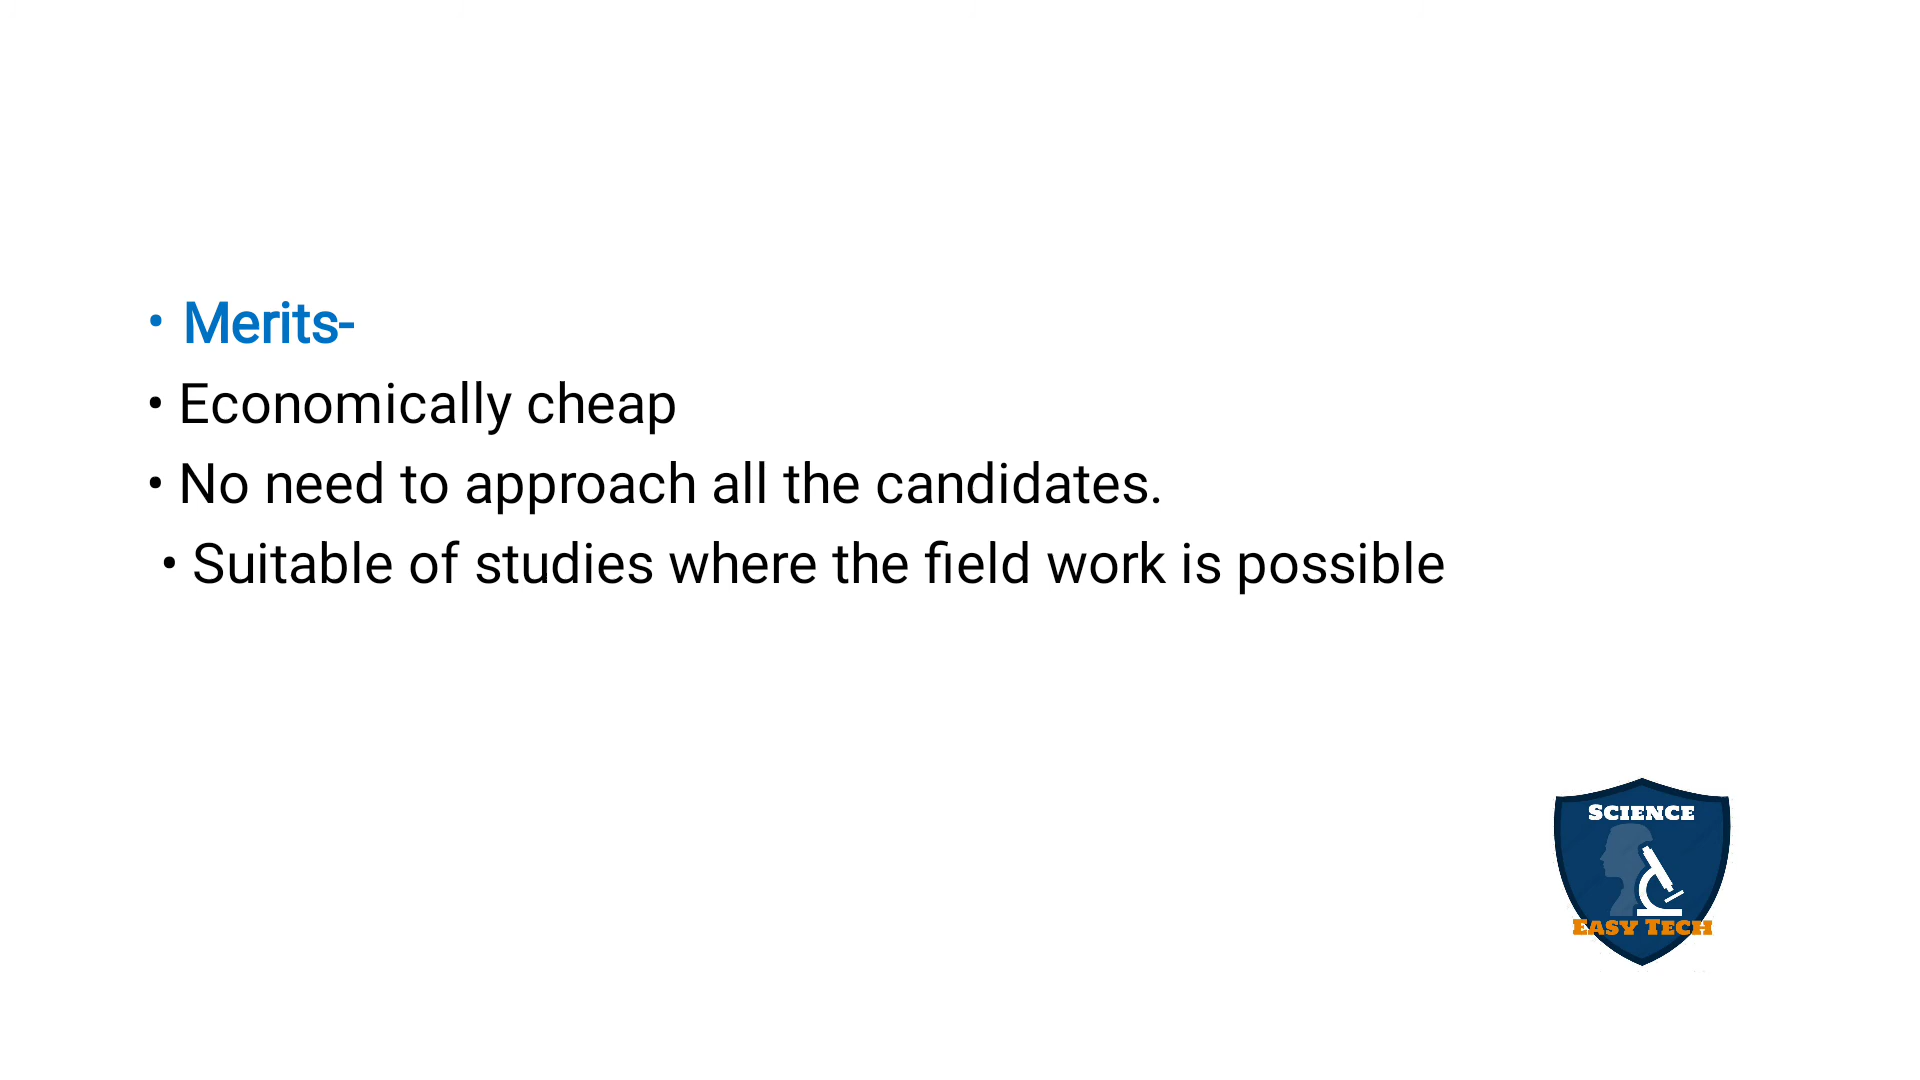 • Merits-
• Economically cheap
• No need to approach all the candidates.
• Suitable of studies where the field work is possible
SCIENCE
EASY TECH